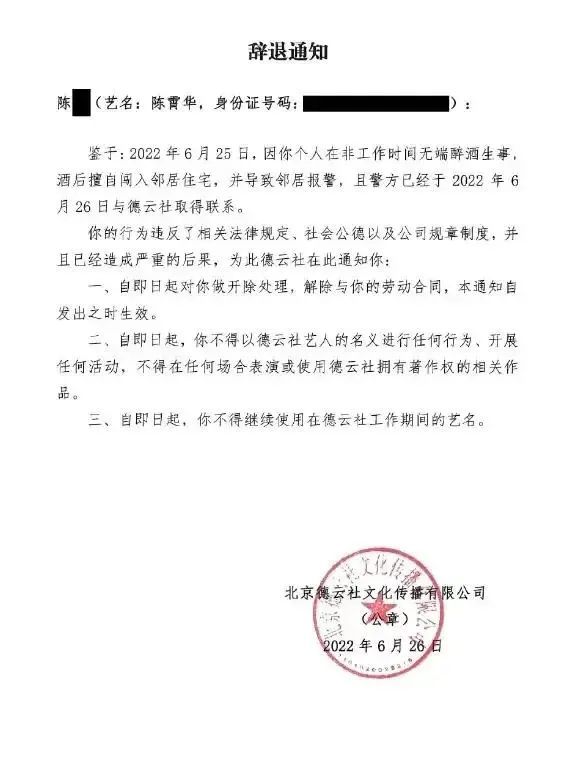 辞退通知
陈（艺名：陈霄华，身份证号码：）：
鉴于：2022 年 6 月 25 日，因你个人在非工作时间无端醉酒生事，
酒后擅自闯入邻居住宅，并导致邻居报警，且警方已经于 2022 年 6
月 26 日与德云社取得联系。
你的行为违反了相关法律规定、社会公德以及公司规章制度，并
且已经造成严重的后果，为此德云社在此通知你：
一、自即日起对你做开除处理，解除与你的劳动合同，本通知自
发出之时生效。
二、自即日起，你不得以德云社艺人的名义进行任何行为、开展
任何活动，不得在任何场合表演或使用德云社拥有著作权的相关作
品。
三、自即日起，你不得继续使用在德云社工作期间的艺名。
北京德云社文化传播有限公司
（公章）
2022 年 6 月 26 日
北京德云社文化传播有限公司